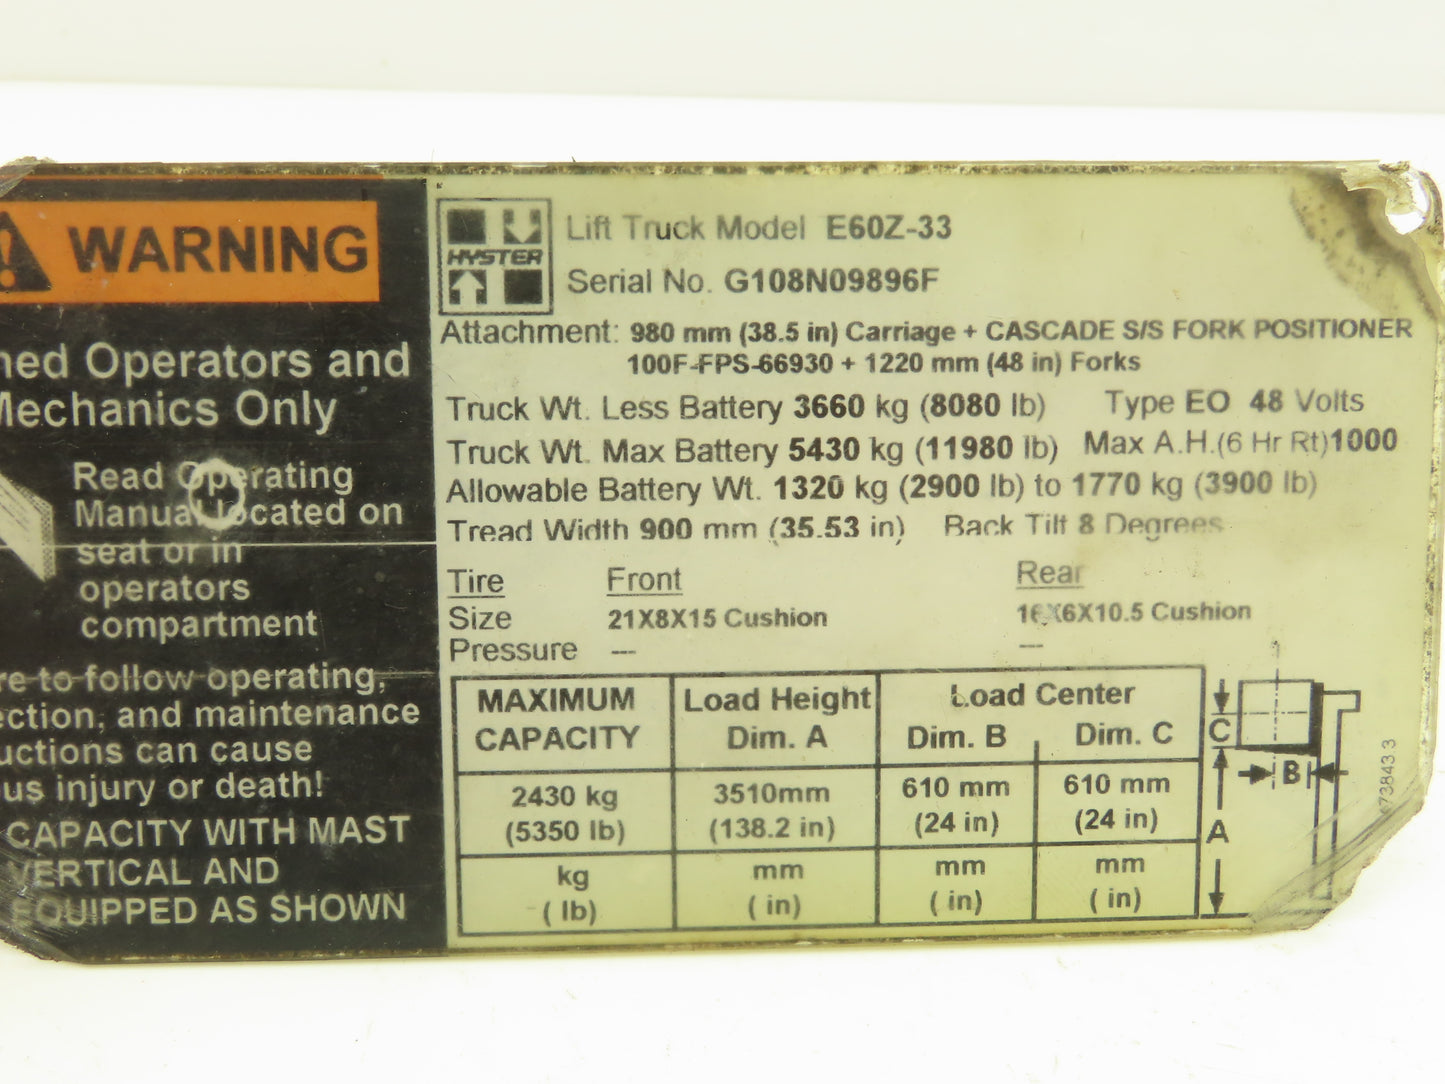 WARNING
Operators and
Mechanics Only
Read Operating
Manual located on
seat or in
operators
compartment
to follow operating,
and maintenance
can cause
injury or death!
CAPACITY WITH MAST
VERTICAL AND
EQUIPPED AS SHOWN
HYSTER
Lift Truck Model E60Z-33
Serial No. G108N09896F
Attachment: 980 mm (38.5 in) Carriage + CASCADE S/S FORK POSITIONER
100F-FPS-66930 + 1220 mm (48 in) Forks
Truck Wt. Less Battery 3660 kg (8080 lb) Type EO 48 Volts
Truck Wt. Max Battery 5430 kg (11980 lb) Max A.H.(6 Hr Rt)1000
Allowable Battery Wt. 1320 kg (2900 lb) to 1770 kg (3900 lb)
Tread Width 900 mm (35.53 in) Back Tilt 8 Degrees
Tire Front Rear
Size 21X8X15 Cushion 16X6X10.5 Cushion
Pressure -- --
MAXIMUM CAPACITY Load Height Dim. A Load Center Dim. B Dim. C
2430 kg 3510mm 610 mm 610 mm
(5350 lb) (138.2 in) (24 in) (24 in)
kg mm mm mm
( lb) ( in) ( in) ( in)
C
B
A